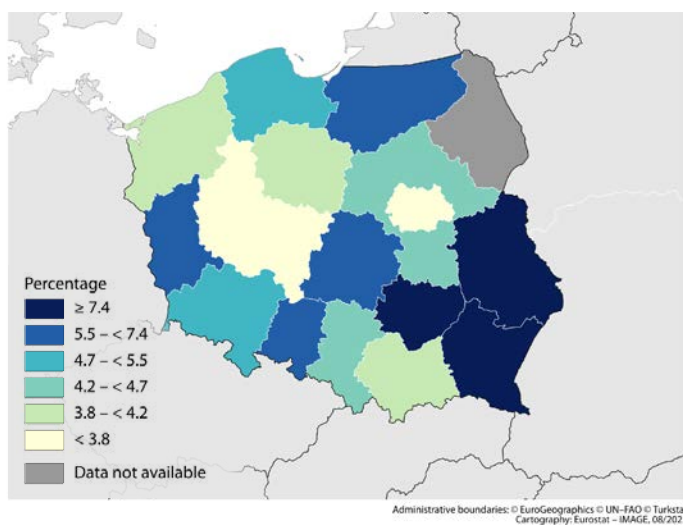 Percentage
≥ 7.4
5.5 – < 7.4
4.7 – < 5.5
4.2 – < 4.7
3.8 – < 4.2
< 3.8
Data not available
Administrative boundaries: © EuroGeographics © UN–FAO © Turksta
Cartography: Eurostat – IMAGE, 08/202